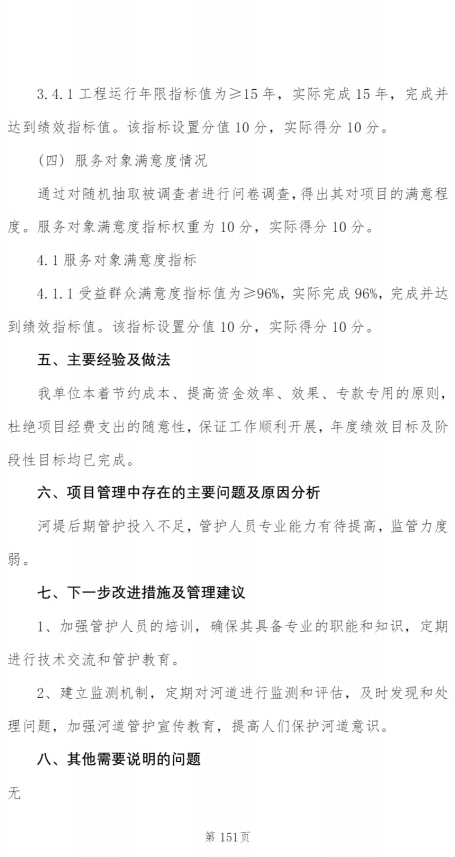 3.4.1 工程运行年限指标值为≥15 年，实际完成 15 年，完成并
达到绩效指标值。该指标设置分值 10 分，实际得分 10 分。
(四) 服务对象满意度情况
通过对随机抽取被调查者进行问卷调查，得出其对项目的满意程
度。服务对象满意度指标权重为 10 分，实际得分 10 分。
4.1 服务对象满意度指标
4.1.1 受益群众满意度指标值为≥96%，实际完成 96%，完成并达
到绩效指标值。该指标设置分值 10 分，实际得分 10 分。
五、主要经验及做法
我单位本着节约成本、提高资金效率、效果、专款专用的原则，
杜绝项目经费支出的随意性，保证工作顺利开展，年度绩效目标及阶
段性目标均已完成。
六、项目管理中存在的主要问题及原因分析
河堤后期管护投入不足，管护人员专业能力有待提高，监管力度
弱。
七、下一步改进措施及管理建议
1、加强管护人员的培训，确保其具备专业的职能和知识，定期
进行技术交流和管护教育。
2、建立监测机制，定期对河道进行监测和评估，及时发现和处
理问题，加强河道管护宣传教育，提高人们保护河道意识。
八、其他需要说明的问题
无
第 151页